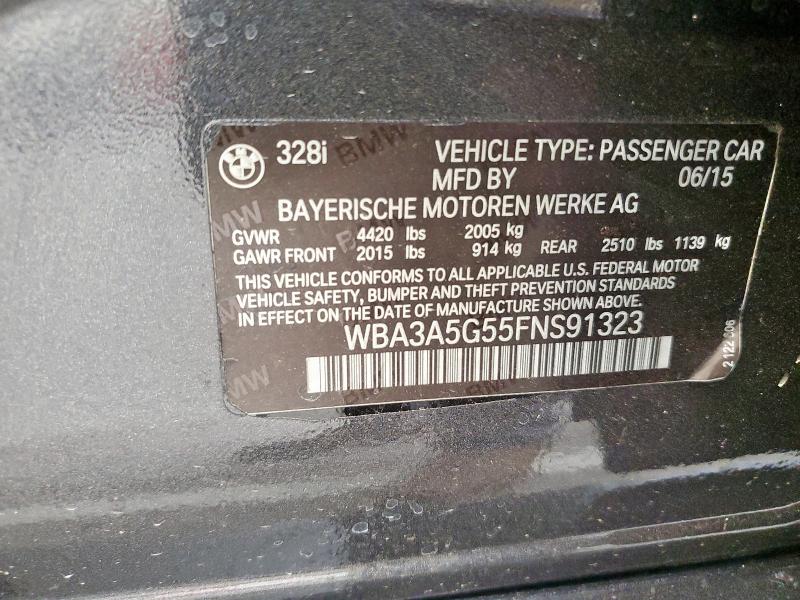 BMW 328i VEHICLE TYPE: PASSENGER CAR
MFD BY 06/15
BAYERISCHE MOTOREN WERKE AG
GVWR 4420 lbs 2005 kg
GAWR FRONT 2015 lbs 914 kg REAR 2510 lbs 1139 kg
THIS VEHICLE CONFORMS TO ALL APPLICABLE U.S. FEDERAL MOTOR
VEHICLE SAFETY, BUMPER AND THEFT PREVENTION STANDARDS
IN EFFECT ON THE DATE OF MANUFACTURE SHOWN ABOVE.
WBA3A5G55FNS91323